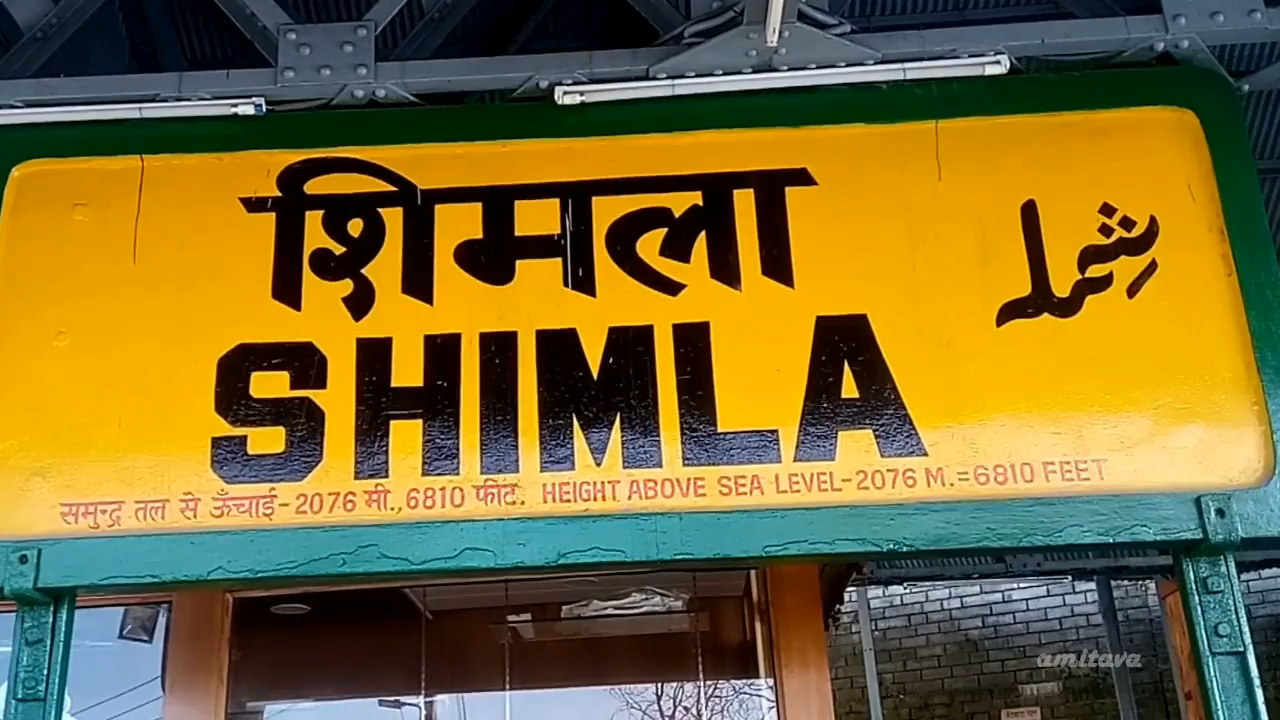 शिमला
شملہ
SHIMLA
समुन्द्र तल से ऊँचाई-2076 मी.,6810 फीट. HEIGHT ABOVE SEA LEVEL-2076 M.=6810 FEET
amitava